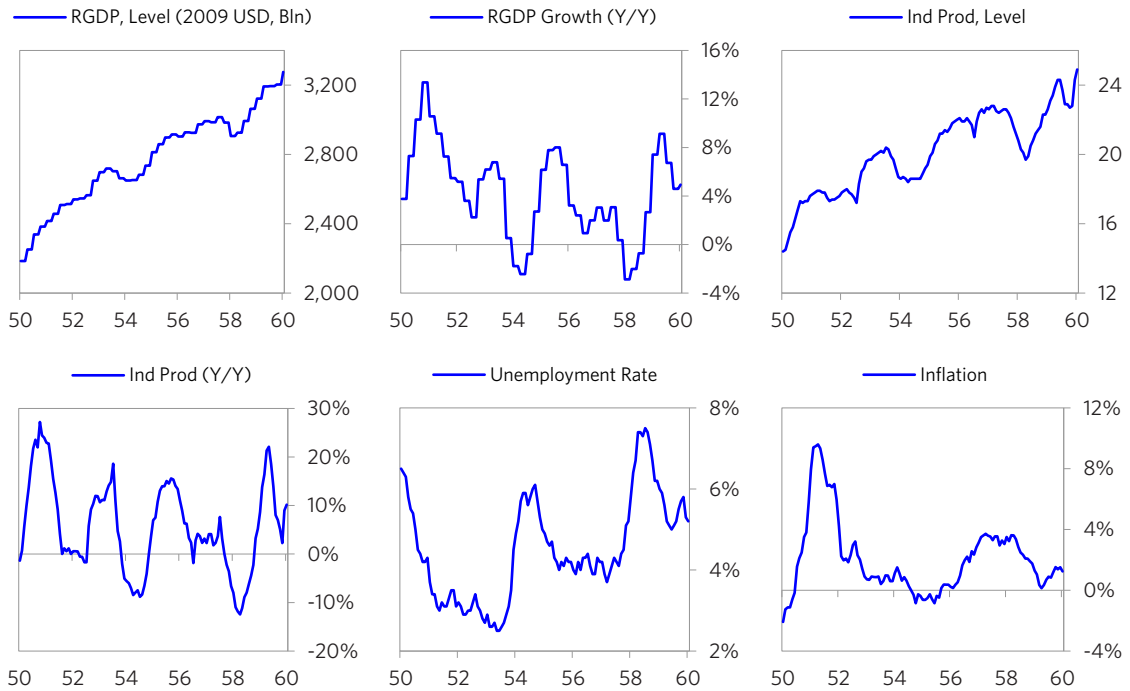 RGDP, Level (2009 USD, Bln)
3,200
2,800
2,400
2,000
50 52 54 56 58 60
RGDP Growth (Y/Y)
16%
12%
8%
4%
0%
-4%
50 52 54 56 58 60
Ind Prod, Level
24
20
16
12
50 52 54 56 58 60
Ind Prod (Y/Y)
30%
20%
10%
0%
-10%
-20%
50 52 54 56 58 60
Unemployment Rate
8%
6%
4%
2%
50 52 54 56 58 60
Inflation
12%
8%
4%
0%
-4%
50 52 54 56 58 60